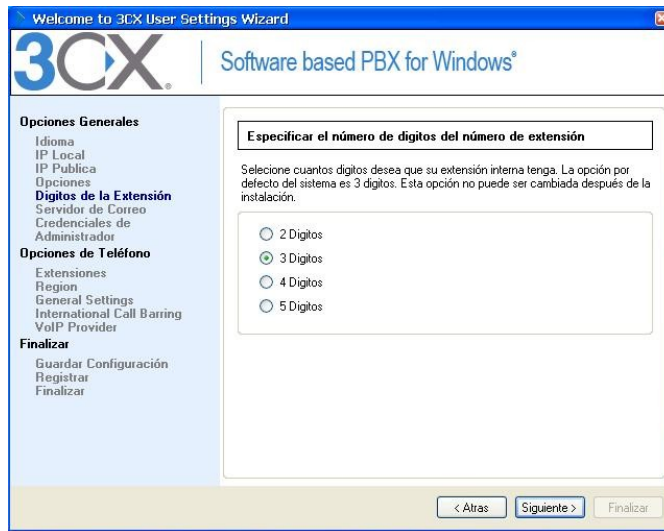 Welcome to 3CX User Settings Wizard
3CX.
Software based PBX for Windows®
Opciones Generales
Idioma
IP Local
IP Publica
Opciones
Digitos de la Extensión
Servidor de Correo
Credenciales de
Administrador
Opciones de Teléfono
Extensiones
Region
General Settings
International Call Barring
VoIP Provider
Finalizar
Guardar Configuración
Registrar
Finalizar
Especificar el número de digitos del número de extensión
Selecione cuantos digitos desea que su extensión interna tenga. La opción por
defecto del sistema es 3 digitos. Esta opción no puede ser cambiada después de la
instalación.
2 Digitos
3 Digitos
4 Digitos
5 Digitos
< Atras
Siguiente >
Finalizar